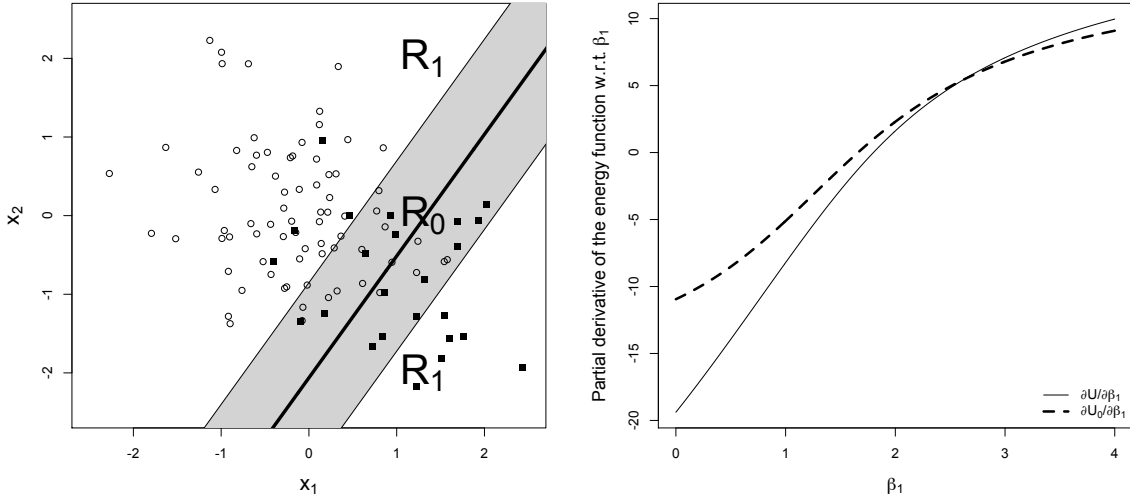 R1
R0
R1
2
1
0
-1
-2
x2
-2
-1
0
1
2
x1
Partial derivative of the energy function w.r.t. β1
10
5
0
-5
-10
-15
-20
∂U/∂β1
∂U0/∂β1
0
1
2
3
4
β1